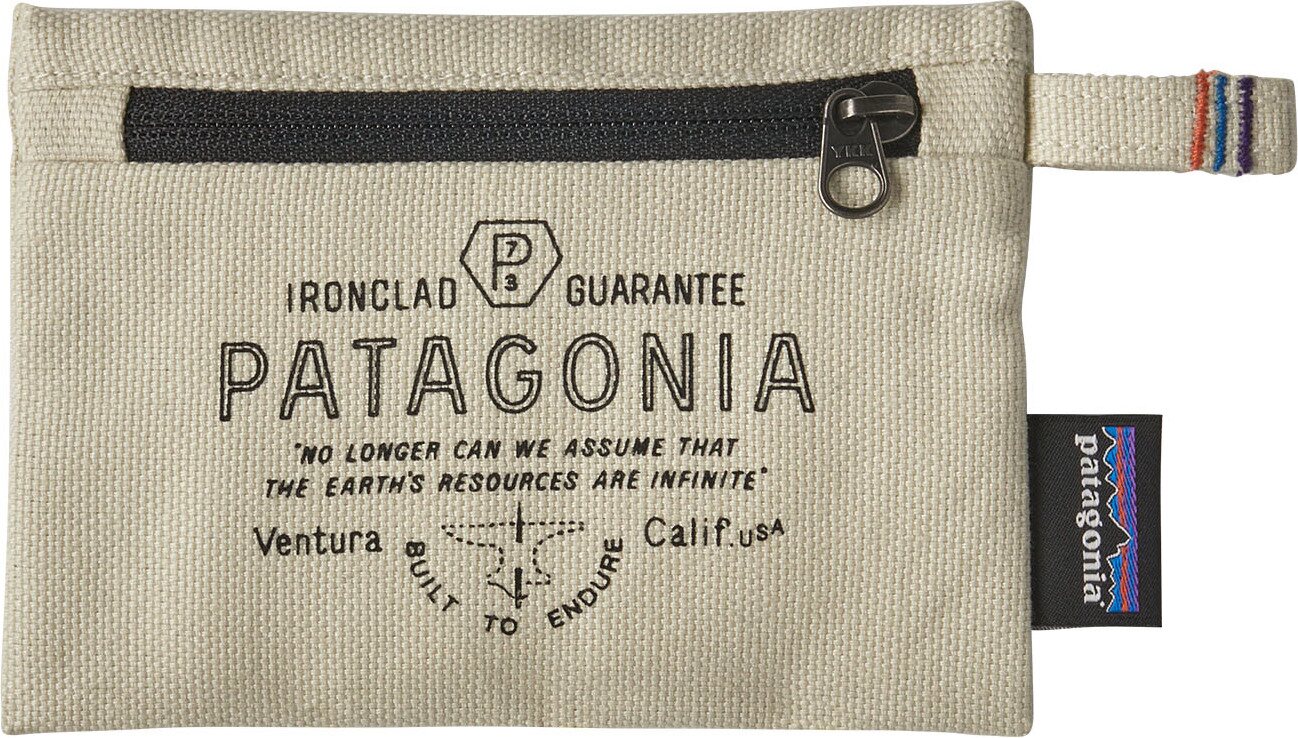 YKK
P
7
3
IRONCLAD GUARANTEE
PATAGONIA
"NO LONGER CAN WE ASSUME THAT
THE EARTH'S RESOURCES ARE INFINITE"
Ventura Calif. USA
BUILT TO ENDURE
patagonia